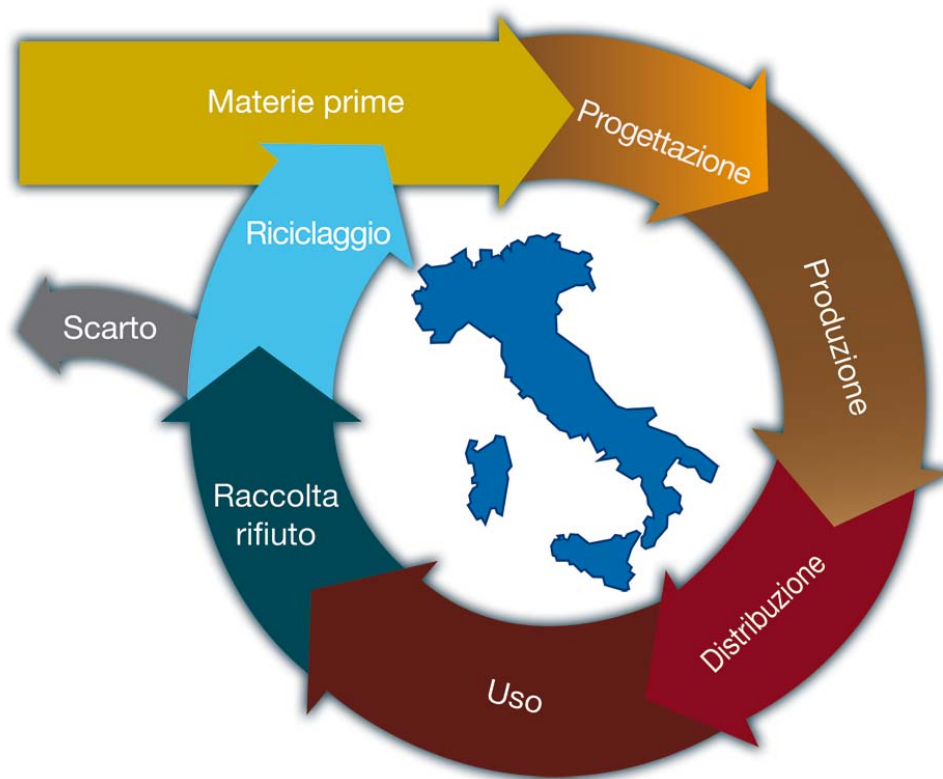 Materie prime
Progettazione
Produzione
Distribuzione
Uso
Raccolta
rifiuto
Riciclaggio
Scarto